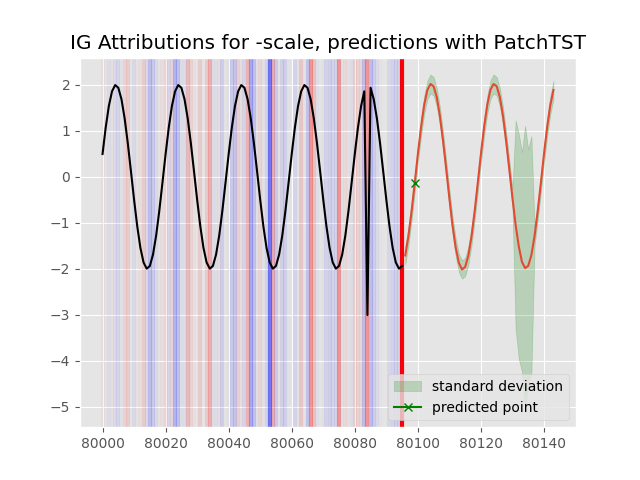 IG Attributions for -scale, predictions with PatchTST
2
1
0
−1
−2
−3
−4
−5
standard deviation
predicted point
80000 80020 80040 80060 80080 80100 80120 80140